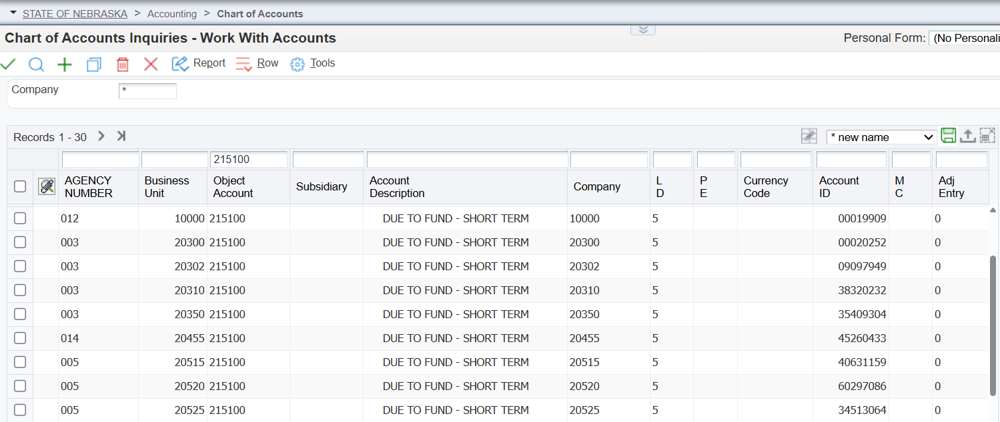 STATE OF NEBRASKA > Accounting > Chart of Accounts
Chart of Accounts Inquiries - Work With Accounts
Personal Form: (No Personali
Report Row Tools
Company *
Records 1 - 30 * new name
215100
AGENCY NUMBER Business Unit Object Account Subsidiary Account Description Company L D P E Currency Code Account ID M C Adj Entry
012 10000 215100 DUE TO FUND - SHORT TERM 10000 5 00019909 0
003 20300 215100 DUE TO FUND - SHORT TERM 20300 5 00020252 0
003 20302 215100 DUE TO FUND - SHORT TERM 20302 5 09097949 0
003 20310 215100 DUE TO FUND - SHORT TERM 20310 5 38320232 0
003 20350 215100 DUE TO FUND - SHORT TERM 20350 5 35409304 0
014 20455 215100 DUE TO FUND - SHORT TERM 20455 5 45260433 0
005 20515 215100 DUE TO FUND - SHORT TERM 20515 5 40631159 0
005 20520 215100 DUE TO FUND - SHORT TERM 20520 5 60297086 0
005 20525 215100 DUE TO FUND - SHORT TERM 20525 5 34513064 0